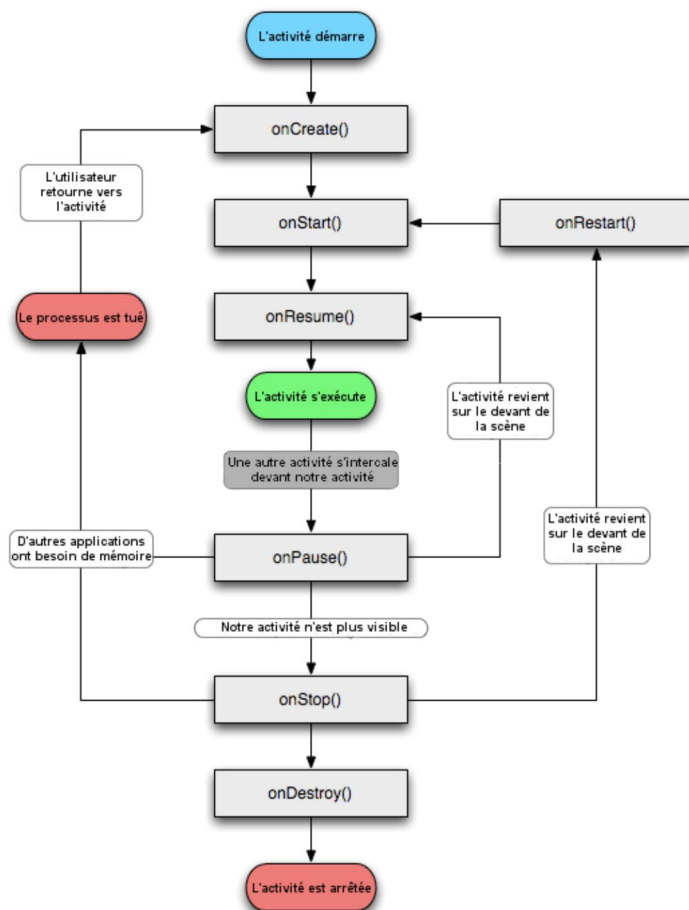 L'activité démarre
onCreate()
L'utilisateur
retourne vers
l'activité
onStart()
onRestart()
Le processus est tué
onResume()
L'activité s'exécute
L'activité revient
sur le devant de
la scène
Une autre activité s'intercale
devant notre activité
D'autres applications
ont besoin de mémoire
onPause()
L'activité revient
sur le devant de
la scène
Notre activité n'est plus visible
onStop()
onDestroy()
L'activité est arrêtée